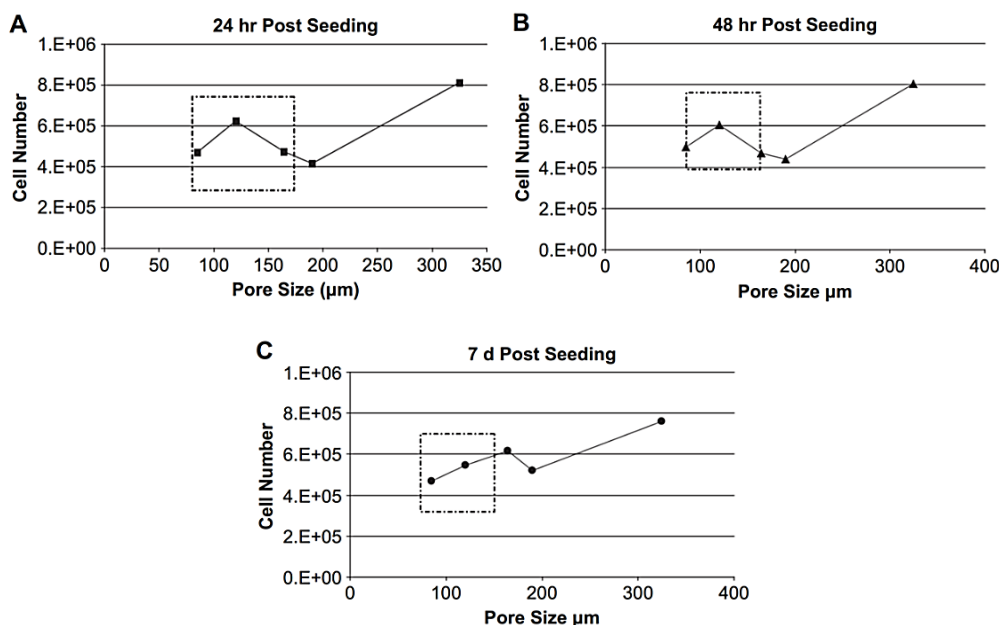 A
24 hr Post Seeding
1.E+06
8.E+05
6.E+05
4.E+05
2.E+05
0.E+00
Cell Number
0 50 100 150 200 250 300 350
Pore Size (µm)
B
48 hr Post Seeding
1.E+06
8.E+05
6.E+05
4.E+05
2.E+05
0.E+00
Cell Number
0 100 200 300 400
Pore Size µm
C
7 d Post Seeding
1.E+06
8.E+05
6.E+05
4.E+05
2.E+05
0.E+00
Cell Number
0 100 200 300 400
Pore Size µm